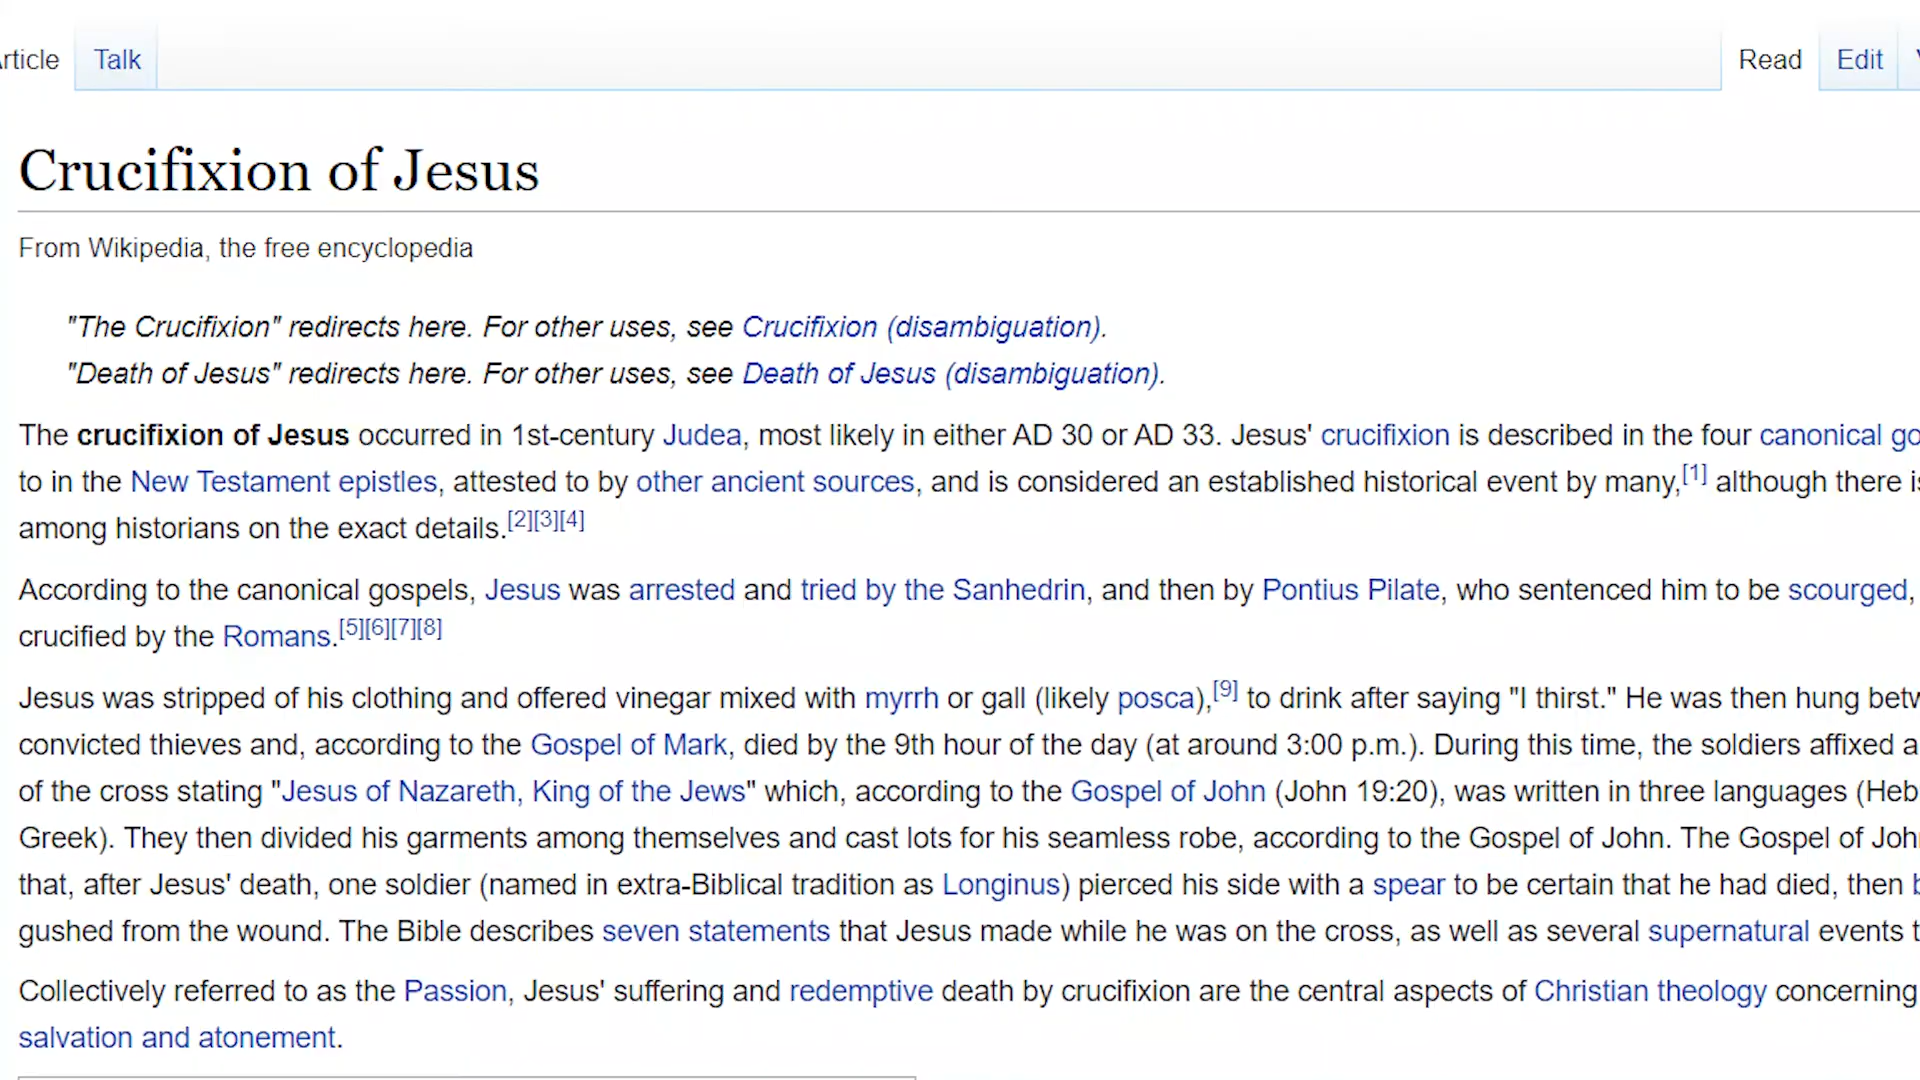 Article Talk Read Edit
Crucifixion of Jesus
From Wikipedia, the free encyclopedia
"The Crucifixion" redirects here. For other uses, see Crucifixion (disambiguation).
"Death of Jesus" redirects here. For other uses, see Death of Jesus (disambiguation).
The crucifixion of Jesus occurred in 1st-century Judea, most likely in either AD 30 or AD 33. Jesus' crucifixion is described in the four canonical
to in the New Testament epistles, attested to by other ancient sources, and is considered an established historical event by many,[1] although there
among historians on the exact details.[2][3][4]
According to the canonical gospels, Jesus was arrested and tried by the Sanhedrin, and then by Pontius Pilate, who sentenced him to be scourged,
crucified by the Romans.[5][6][7][8]
Jesus was stripped of his clothing and offered vinegar mixed with myrrh or gall (likely posca),[9] to drink after saying "I thirst." He was then hung
convicted thieves and, according to the Gospel of Mark, died by the 9th hour of the day (at around 3:00 p.m.). During this time, the soldiers affixed a
of the cross stating "Jesus of Nazareth, King of the Jews" which, according to the Gospel of John (John 19:20), was written in three languages (Heb
Greek). They then divided his garments among themselves and cast lots for his seamless robe, according to the Gospel of John. The Gospel of John
that, after Jesus' death, one soldier (named in extra-Biblical tradition as Longinus) pierced his side with a spear to be certain that he had died, then
gushed from the wound. The Bible describes seven statements that Jesus made while he was on the cross, as well as several supernatural events
Collectively referred to as the Passion, Jesus' suffering and redemptive death by crucifixion are the central aspects of Christian theology concerning
salvation and atonement.